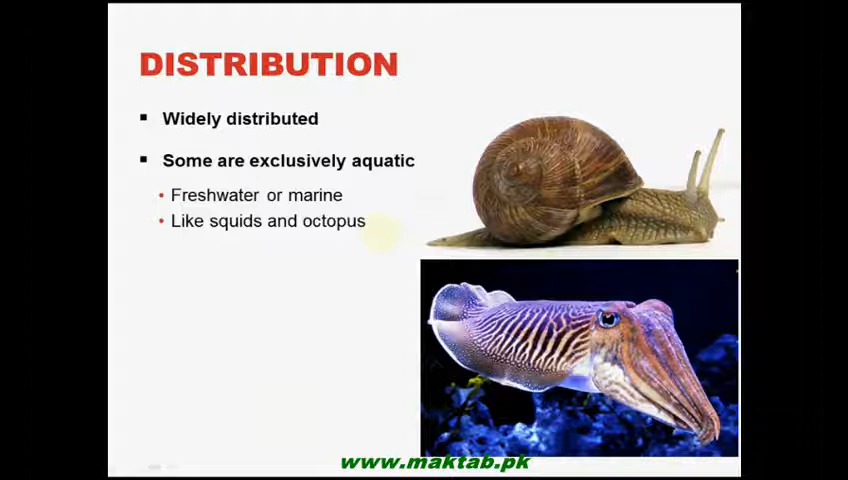 DISTRIBUTION
▪ Widely distributed
▪ Some are exclusively aquatic
• Freshwater or marine
• Like squids and octopus
www.maktab.pk